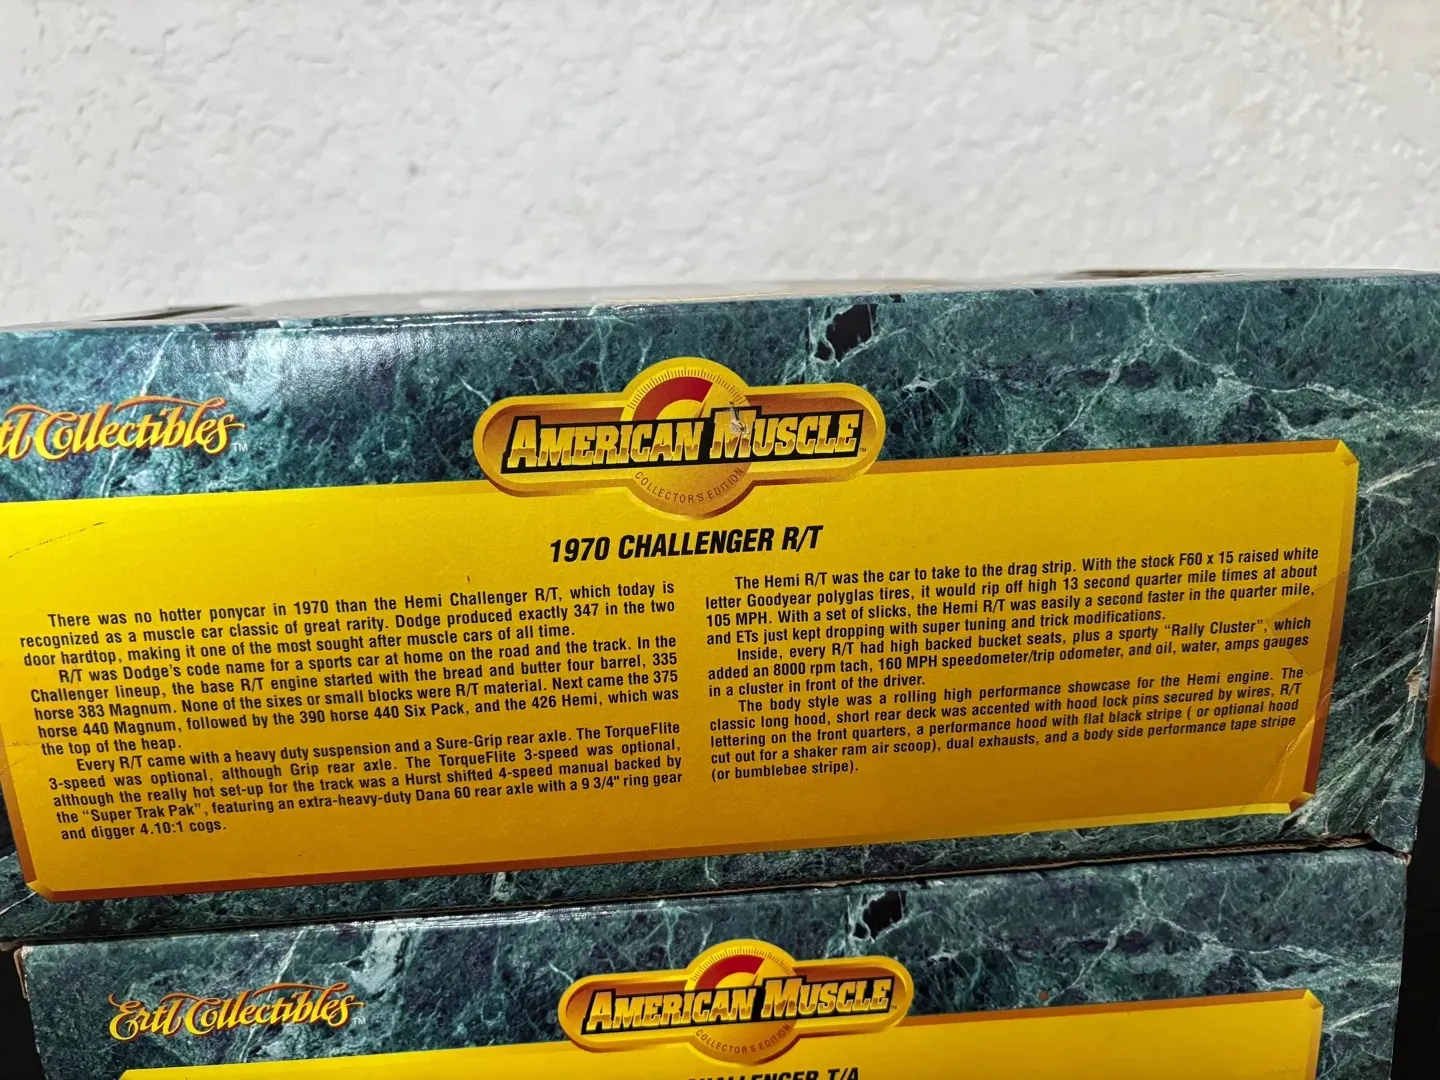 Collectibles™
AMERICAN MUSCLE™
COLLECTOR'S EDITION
1970 CHALLENGER R/T
There was no hotter ponycar in 1970 than the Hemi Challenger R/T, which today is
recognized as a muscle car classic of great rarity. Dodge produced exactly 347 in the two
door hardtop, making it one of the most sought after muscle cars of all time.
R/T was Dodge's code name for a sports car at home on the road and the track. In the
Challenger lineup, the base R/T engine started with the bread and butter four barrel, 335
horse 383 Magnum. None of the sixes or small blocks were R/T material. Next came the 375
horse 440 Magnum, followed by the 390 horse 440 Six Pack, and the 426 Hemi, which was
the top of the heap.
Every R/T came with a heavy duty suspension and a Sure-Grip rear axle. The TorqueFlite
3-speed was optional, although Grip rear axle. The TorqueFlite 3-speed was optional,
although the really hot set-up for the track was a Hurst shifted 4-speed manual backed by
the "Super Trak Pak", featuring an extra-heavy-duty Dana 60 rear axle with a 9 3/4" ring gear
and digger 4.10:1 cogs.
The Hemi R/T was the car to take to the drag strip. With the stock F60 x 15 raised white
letter Goodyear polyglas tires, it would rip off high 13 second quarter mile times at about
105 MPH. With a set of slicks, the Hemi R/T was easily a second faster in the quarter mile,
and ETs just kept dropping with super tuning and trick modifications.
Inside, every R/T had high backed bucket seats, plus a sporty "Rally Cluster", which
added an 8000 rpm tach, 160 MPH speedometer/trip odometer, and oil, water, amps gauges
in a cluster in front of the driver.
The body style was a rolling high performance showcase for the Hemi engine. The
classic long hood, short rear deck was accented with hood lock pins secured by wires, R/T
lettering on the front quarters, a performance hood with flat black stripe ( or optional hood
cut out for a shaker ram air scoop), dual exhausts, and a body side performance tape stripe
(or bumblebee stripe).
Ertl Collectibles™
AMERICAN MUSCLE™
COLLECTOR'S EDITION
CHALLENGER T/A